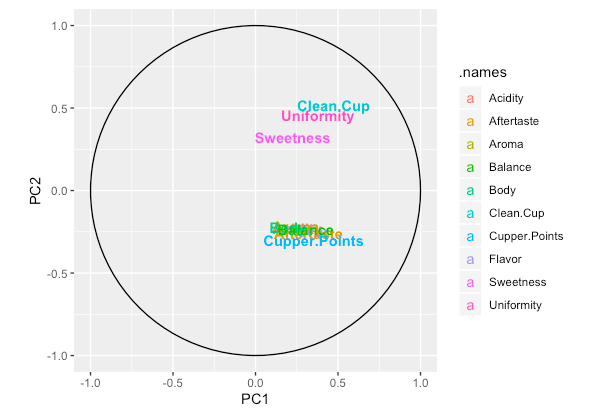 1.0
0.5
0.0
-0.5
-1.0
PC2
Clean.Cup
Uniformity
Sweetness
Body
Balance
Aftertaste
Cupper.Points
-1.0 -0.5 0.0 0.5 1.0
PC1
.names
a Acidity
a Aftertaste
a Aroma
a Balance
a Body
a Clean.Cup
a Cupper.Points
a Flavor
a Sweetness
a Uniformity